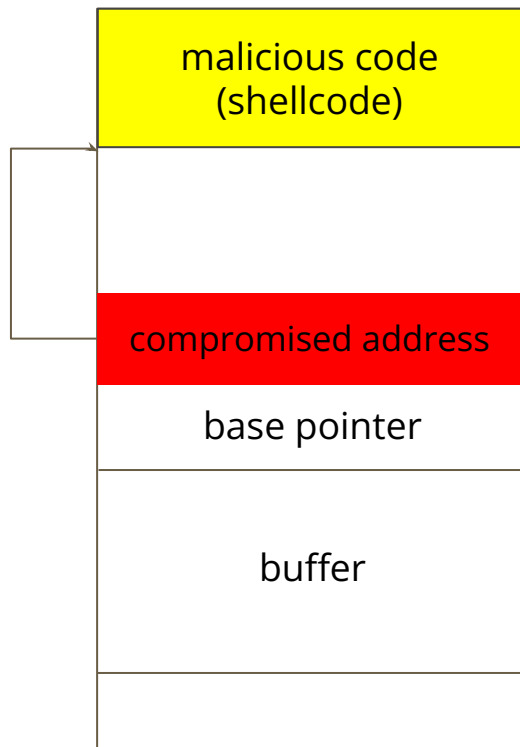 malicious code
(shellcode)
compromised address
base pointer
buffer